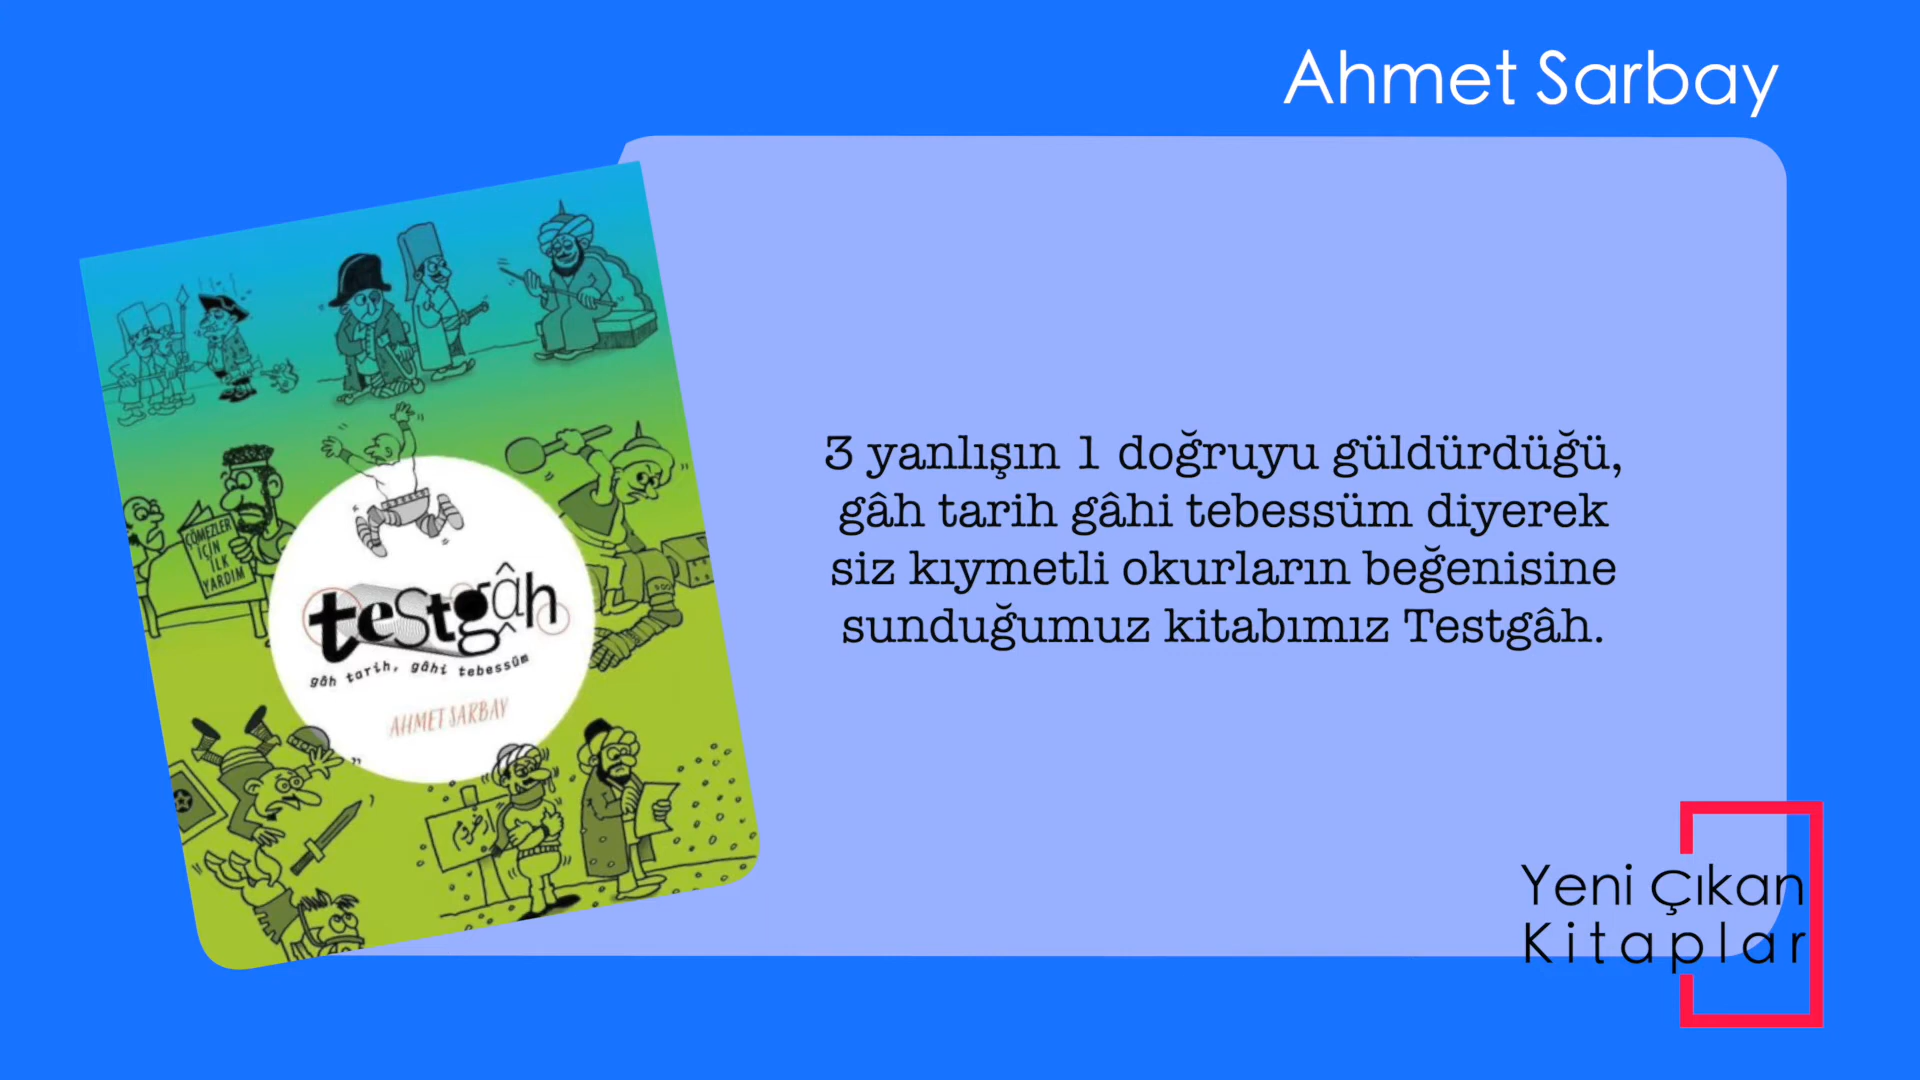 Ahmet Sarbay
3 yanlışın 1 doğruyu güldürdüğü,
gâh tarih gâhi tebessüm diyerek
siz kıymetli okurların beğenisine
sunduğumuz kitabımız Testgâh.
ÇÖMEZLER
İÇİN
İLK
YARDIM
testgâh
gâh tarih, gâhi tebessüm
AHMET SARBAY
Yeni Çıkan
Kitaplar